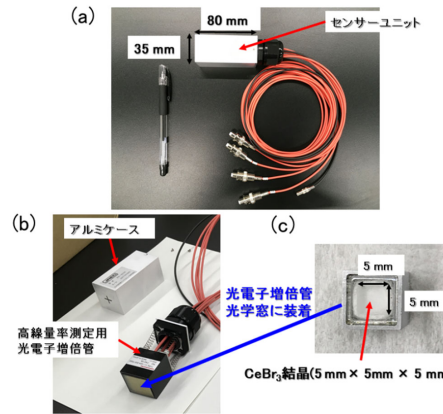 (a)
80 mm
センサーユニット
35 mm
(b)
アルミケース
高線量率測定用
光電子増倍管
光電子増倍管
光学窓に装着
(c)
5 mm
5 mm
CeBr₃結晶(5 mm× 5mm× 5 mm